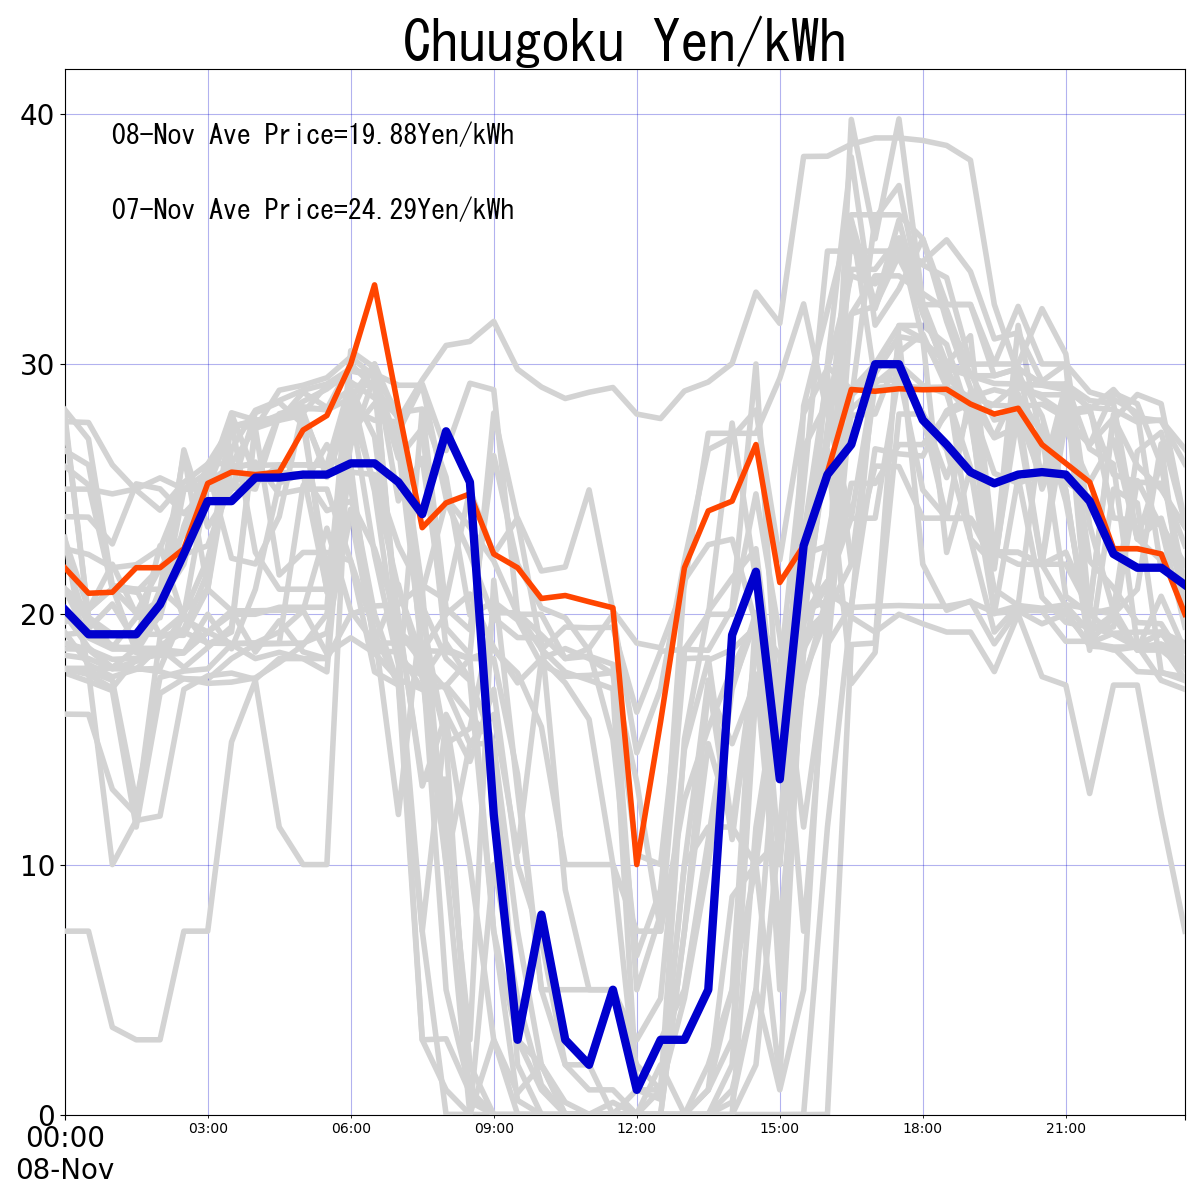 Chuugoku Yen/kWh
40
08-Nov Ave Price=19.88Yen/kWh
07-Nov Ave Price=24.29Yen/kWh
30
20
10
0
00:00 03:00 06:00 09:00 12:00 15:00 18:00 21:00
08-Nov